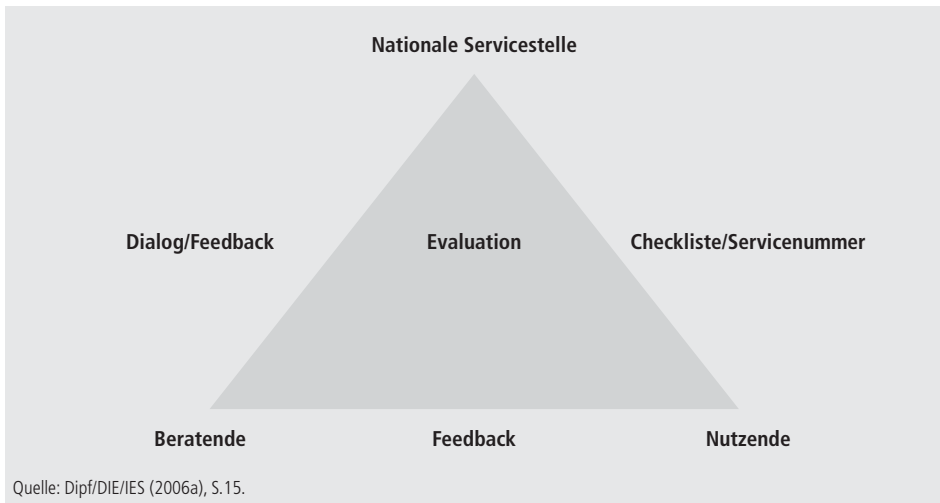 Nationale Servicestelle
Dialog/Feedback
Evaluation
Checkliste/Servicenummer
Beratende
Feedback
Nutzende
Quelle: Dipf/DIE/IES (2006a), S.15.